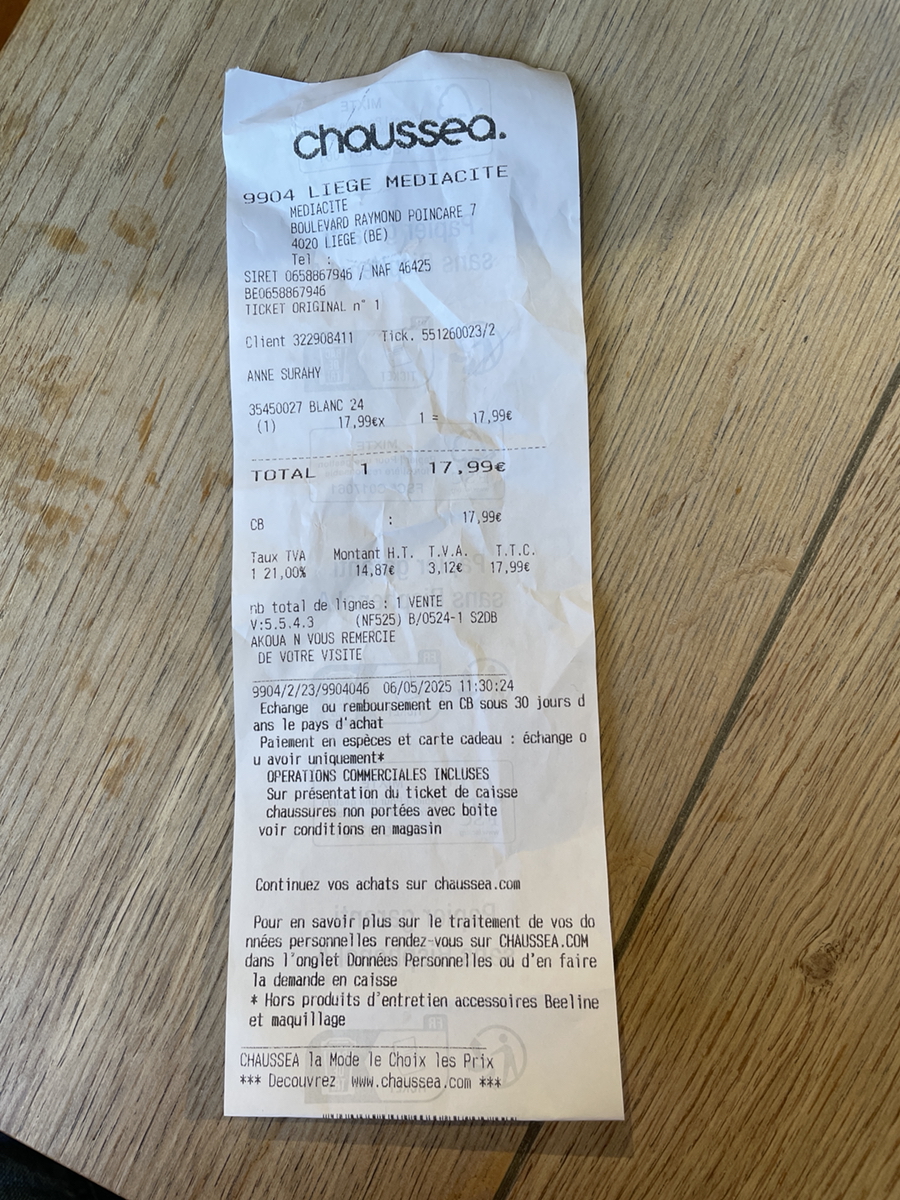 chaussea.
9904 LIEGE MEDIACITE
MEDIACITE
BOULEVARD RAYMOND POINCARE 7
4020 LIEGE (BE)
Tel :
SIRET 0658867946 / NAF 46425
BE0658867946
TICKET ORIGINAL n° 1
Client 322908411 Tick. 551260023/2
ANNE SURAHY
35450027 BLANC 24
(1) 17,99€x 1 = 17,99€
TOTAL 1 17,99€
CB : 17,99€
Taux TVA Montant H.T. T.V.A. T.T.C.
1 21,00% 14,87€ 3,12€ 17,99€
nb total de lignes : 1 VENTE
V:5.5.4.3 (NF525) B/0524-1 S2DB
AKOUA N VOUS REMERCIE
DE VOTRE VISITE
9904/2/23/9904046 06/05/2025 11:30:24
Echange ou remboursement en CB sous 30 jours d
ans le pays d'achat
Paiement en espèces et carte cadeau : échange o
u avoir uniquement*
OPERATIONS COMMERCIALES INCLUSES
Sur présentation du ticket de caisse
chaussures non portées avec boite
voir conditions en magasin
Continuez vos achats sur chaussea.com
Pour en savoir plus sur le traitement de vos do
nnées personnelles rendez-vous sur CHAUSSEA.COM
dans l'onglet Données Personnelles ou d'en faire
la demande en caisse
* Hors produits d'entretien accessoires Beeline
et maquillage
CHAUSSEA la Mode le Choix les Prix
*** Decouvrez www.chaussea.com ***